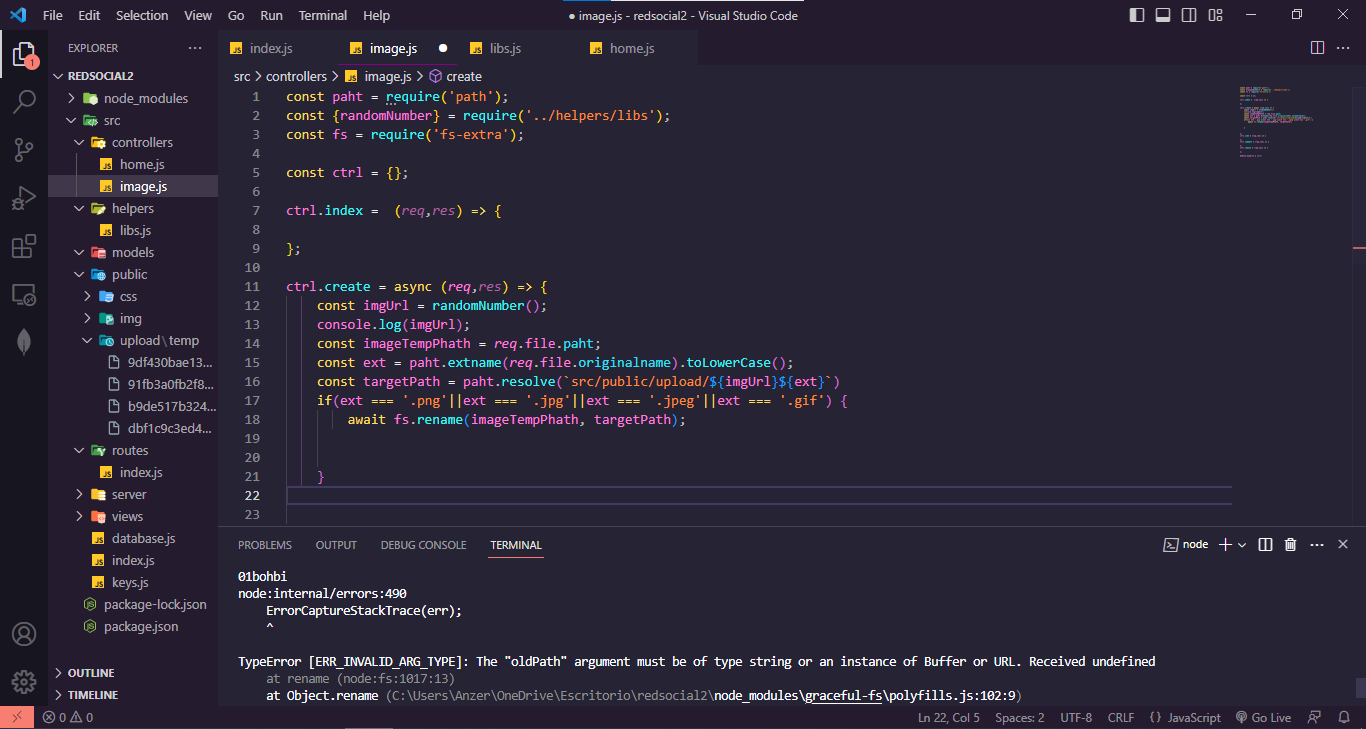 File Edit Selection View Go Run Terminal Help
● image.js - redsocial2 - Visual Studio Code
EXPLORER
1
REDSOCIAL2
node_modules
src
controllers
home.js
image.js
helpers
libs.js
models
public
css
img
upload\temp
9df430bae13...
91fb3a0fb2f8...
b9de517b324...
dbf1c9c3ed4...
routes
index.js
server
views
database.js
index.js
keys.js
package-lock.json
package.json
OUTLINE
TIMELINE
index.js image.js libs.js home.js
src > controllers > image.js > create
1 const paht = require('path');
2 const {randomNumber} = require('../helpers/libs');
3 const fs = require('fs-extra');
4
5 const ctrl = {};
6
7 ctrl.index =  (req,res) => {
8
9 };
10
11 ctrl.create = async (req,res) => {
12     const imgUrl = randomNumber();
13     console.log(imgUrl);
14     const imageTempPhath = req.file.paht;
15     const ext = paht.extname(req.file.originalname).toLowerCase();
16     const targetPath = paht.resolve(`src/public/upload/${imgUrl}${ext}`)
17     if(ext === '.png'||ext === '.jpg'||ext === '.jpeg'||ext === '.gif') {
18         await fs.rename(imageTempPhath, targetPath);
19
20
21     }
22
23
PROBLEMS OUTPUT DEBUG CONSOLE TERMINAL
node
01bohbi
node:internal/errors:490
    ErrorCaptureStackTrace(err);
    ^
TypeError [ERR_INVALID_ARG_TYPE]: The "oldPath" argument must be of type string or an instance of Buffer or URL. Received undefined
    at rename (node:fs:1017:13)
    at Object.rename (C:\Users\Anzer\OneDrive\Escritorio\redsocial2\node_modules\graceful-fs\polyfills.js:102:9)
0 0
Ln 22, Col 5 Spaces: 2 UTF-8 CRLF {} JavaScript Go Live